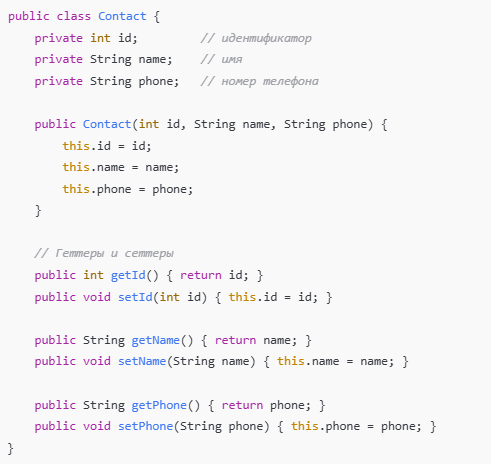 public class Contact {
    private int id;         // идентификатор
    private String name;    // имя
    private String phone;   // номер телефона

    public Contact(int id, String name, String phone) {
        this.id = id;
        this.name = name;
        this.phone = phone;
    }

    // Геттеры и сеттеры
    public int getId() { return id; }
    public void setId(int id) { this.id = id; }

    public String getName() { return name; }
    public void setName(String name) { this.name = name; }

    public String getPhone() { return phone; }
    public void setPhone(String phone) { this.phone = phone; }
}